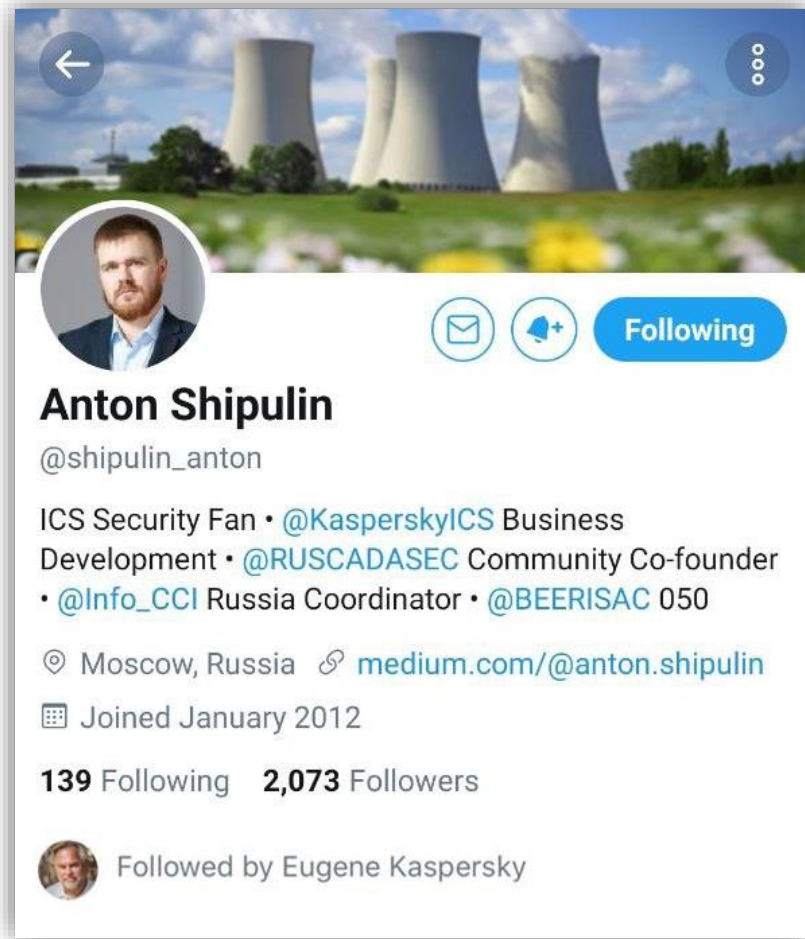 Following
Anton Shipulin
@shipulin_anton
ICS Security Fan • @KasperskyICS Business
Development • @RUSCADASEC Community Co-founder
• @Info_CCI Russia Coordinator • @BEERISAC 050
Moscow, Russia medium.com/@anton.shipulin
Joined January 2012
139 Following 2,073 Followers
Followed by Eugene Kaspersky